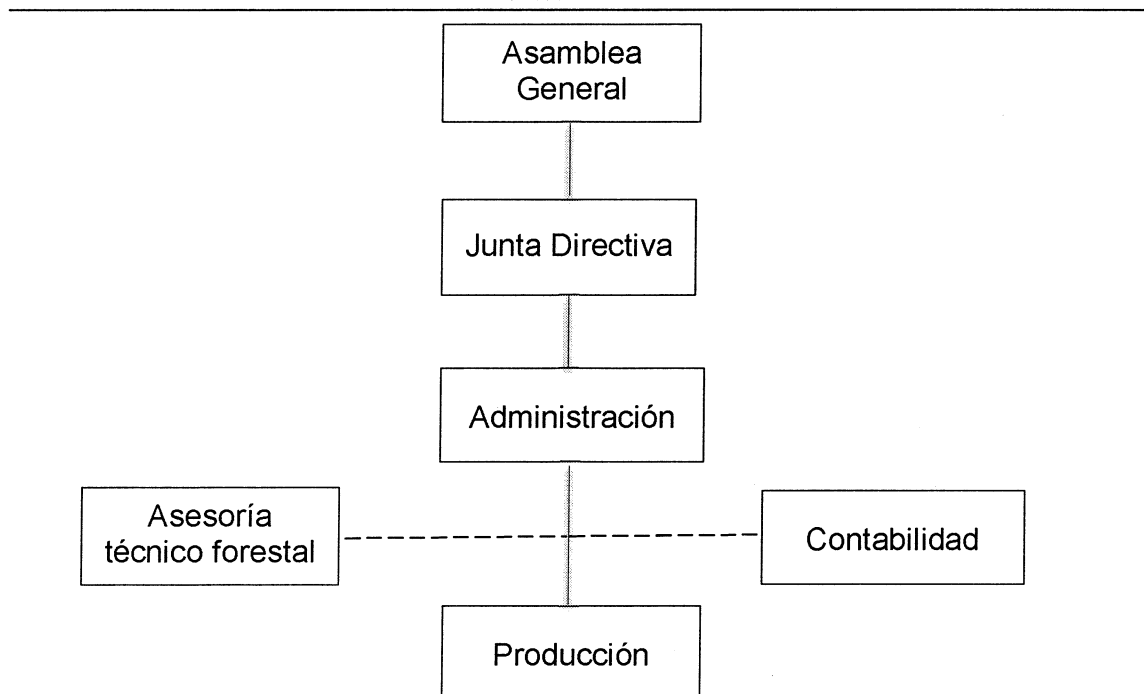 Asamblea
General
Junta Directiva
Administración
Asesoría
técnico forestal
Contabilidad
Producción